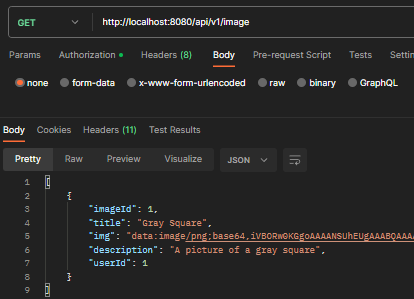 GET http://localhost:8080/api/v1/image
Params Authorization Headers (8) Body Pre-request Script Tests
none form-data x-www-form-urlencoded raw binary GraphQL
Body Cookies Headers (11) Test Results
Pretty Raw Preview Visualize JSON
1 [
2 {
3 "imageId": 1,
4 "title": "Gray Square",
5 "img": "data:image/png;base64,iVBORw0KGgoAAAANSUhEUgAAABQAAA
6 "description": "A picture of a gray square",
7 "userId": 1
8 }
9 ]